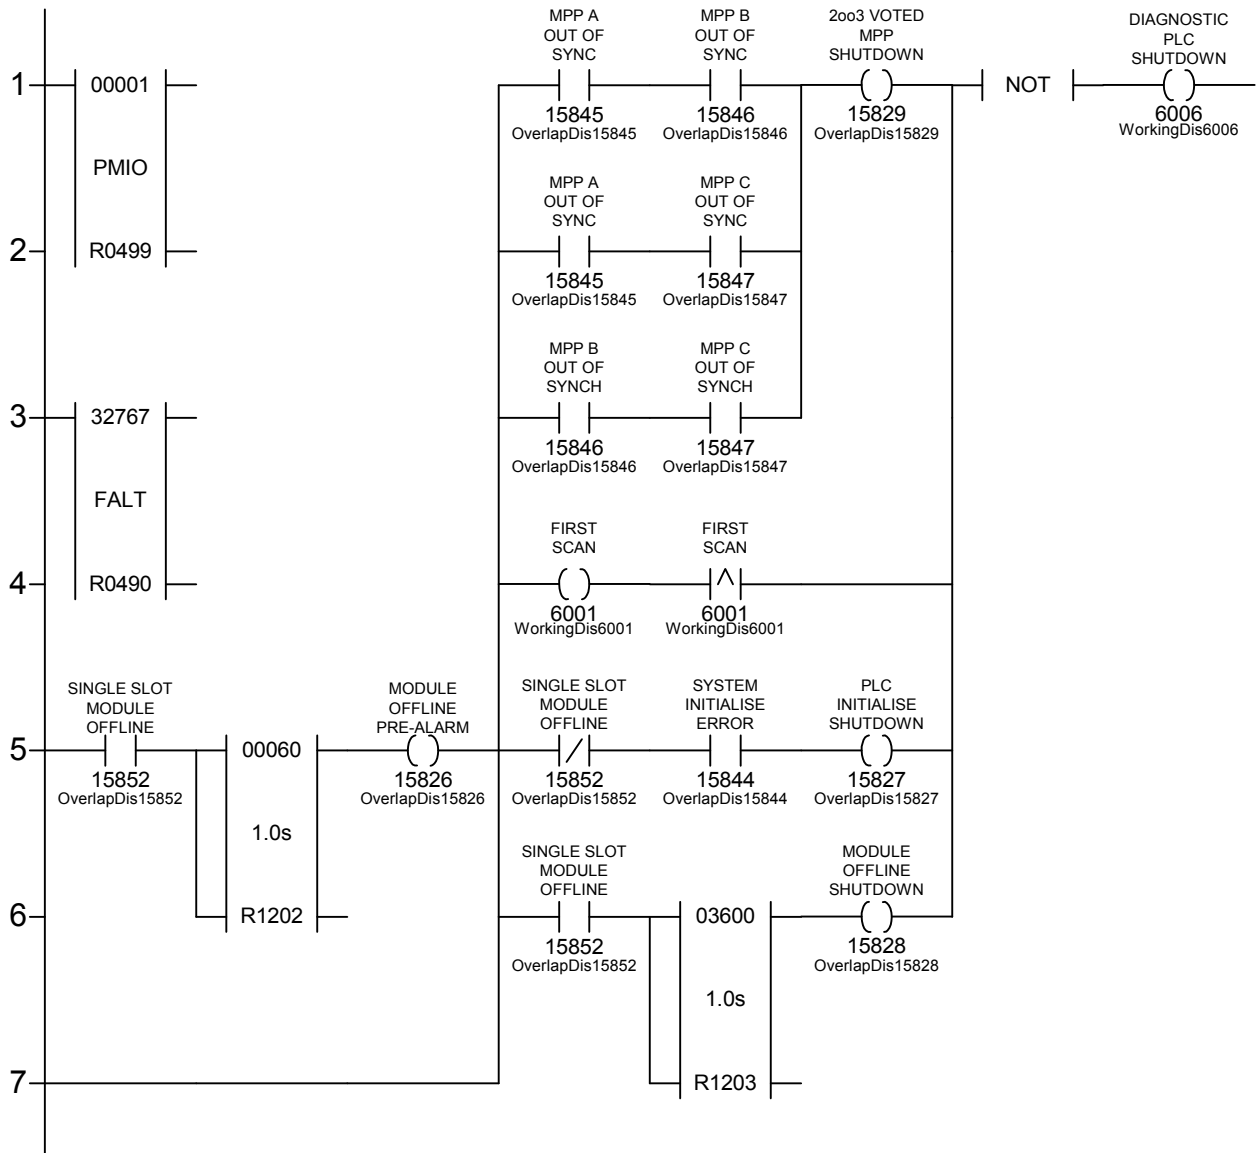 MPP A
OUT OF
SYNC
MPP B
OUT OF
SYNC
2oo3 VOTED
MPP
SHUTDOWN
DIAGNOSTIC
PLC
SHUTDOWN
1
00001
NOT
15845
OverlapDis15845
15846
OverlapDis15846
15829
OverlapDis15829
6006
WorkingDis6006
PMIO
MPP A
OUT OF
SYNC
MPP C
OUT OF
SYNC
2
R0499
15845
OverlapDis15845
15847
OverlapDis15847
MPP B
OUT OF
SYNCH
MPP C
OUT OF
SYNCH
3
32767
15846
OverlapDis15846
15847
OverlapDis15847
FALT
FIRST
SCAN
FIRST
SCAN
4
R0490
6001
WorkingDis6001
6001
WorkingDis6001
SINGLE SLOT
MODULE
OFFLINE
MODULE
OFFLINE
PRE-ALARM
SINGLE SLOT
MODULE
OFFLINE
SYSTEM
INITIALISE
ERROR
PLC
INITIALISE
SHUTDOWN
5
00060
15852
OverlapDis15852
15826
OverlapDis15826
15852
OverlapDis15852
15844
OverlapDis15844
15827
OverlapDis15827
1.0s
SINGLE SLOT
MODULE
OFFLINE
MODULE
OFFLINE
SHUTDOWN
6
R1202
03600
15852
OverlapDis15852
15828
OverlapDis15828
1.0s
7
R1203